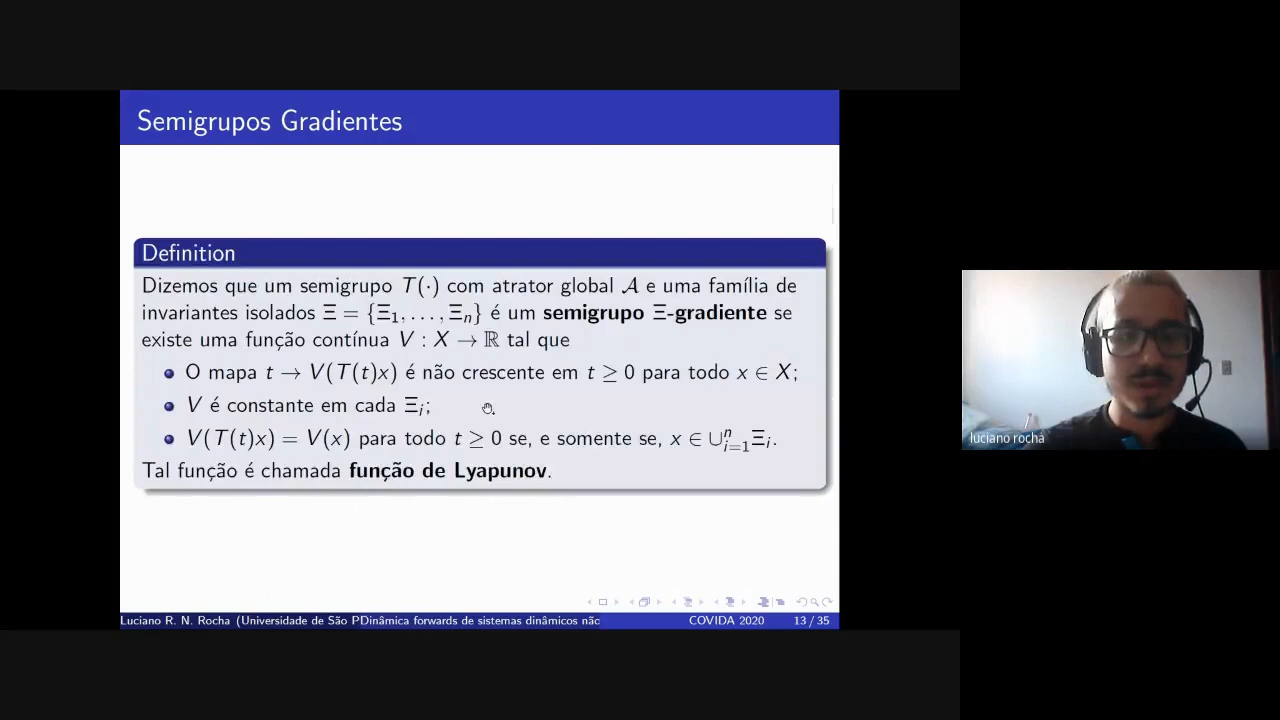 Semigrupos Gradientes
Definition
Dizemos que um semigrupo T(·) com atrator global 𝒜 e uma família de
invariantes isolados Ξ = {Ξ₁, . . . , Ξₙ} é um semigrupo Ξ-gradiente se
existe uma função contínua V : X → ℝ tal que
O mapa t → V(T(t)x) é não crescente em t ≥ 0 para todo x ∈ X;
V é constante em cada Ξᵢ;
V(T(t)x) = V(x) para todo t ≥ 0 se, e somente se, x ∈ ∪ⁿᵢ₌₁Ξᵢ.
Tal função é chamada função de Lyapunov.
luciano rocha
Luciano R. N. Rocha (Universidade de São PDinâmica forwards de sistemas dinâmicos não COVIDA 2020 13 / 35